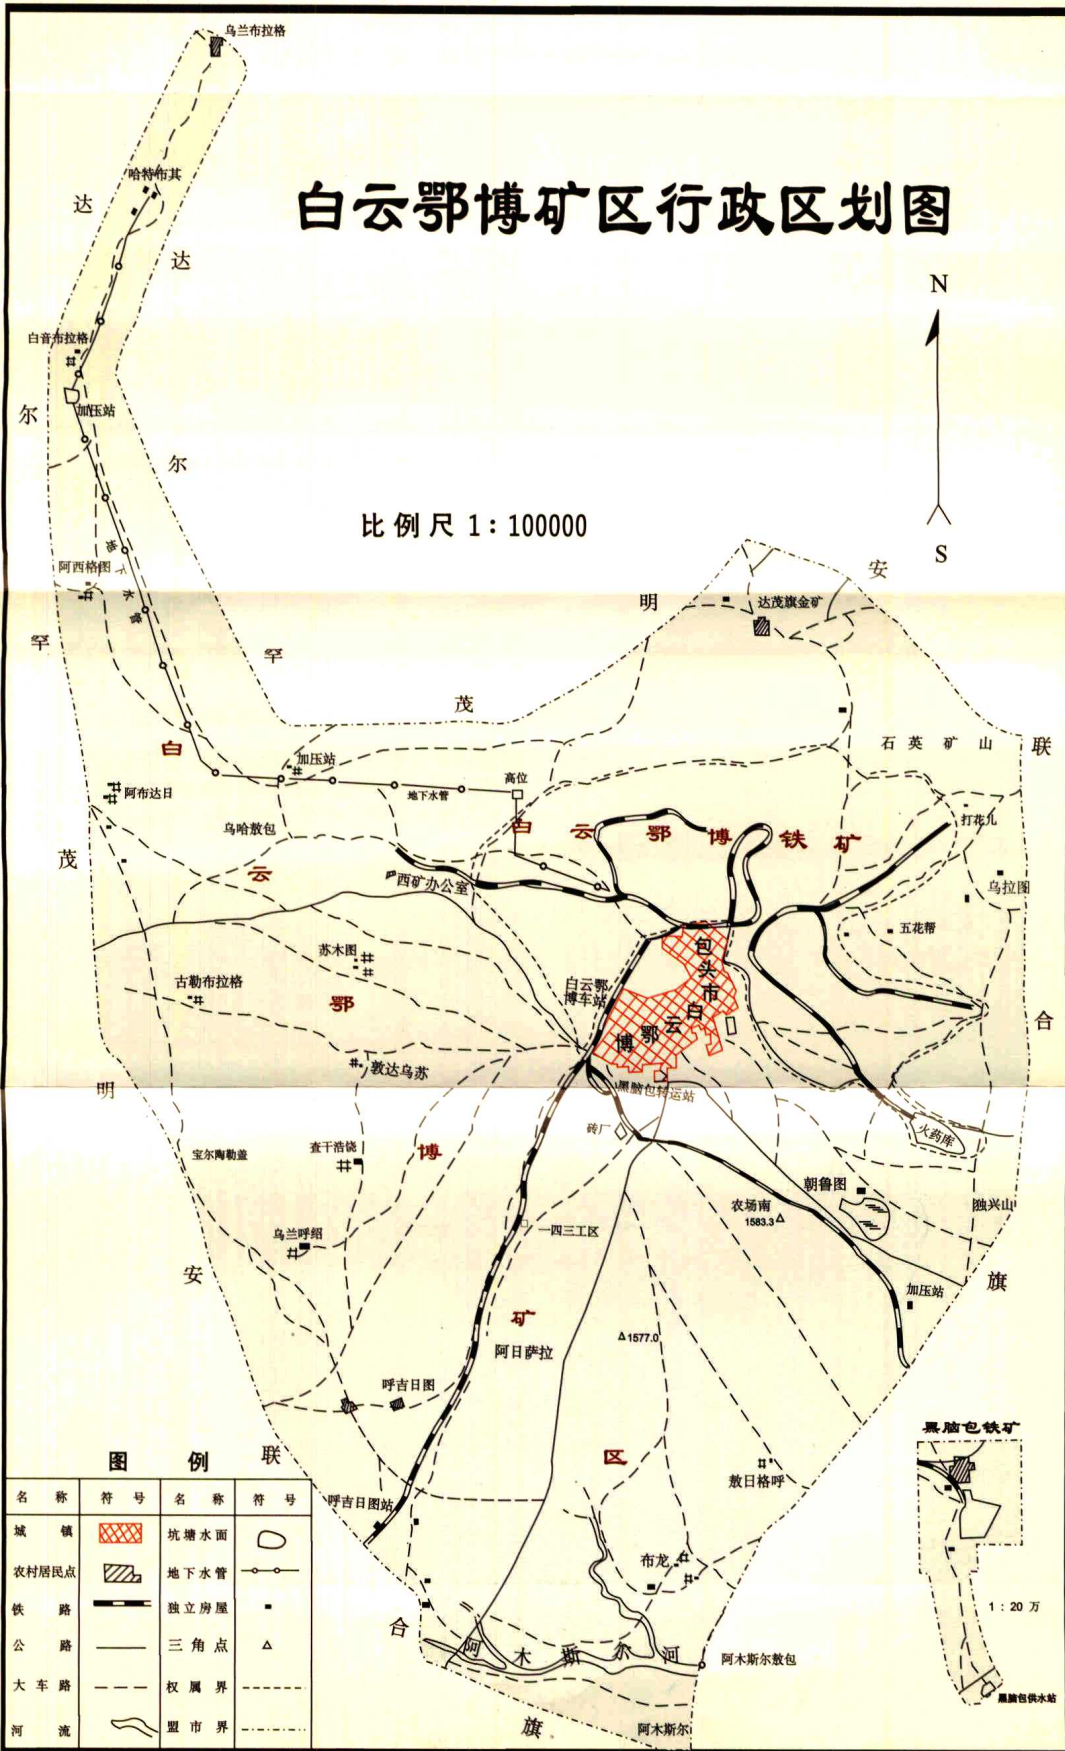 乌兰布拉格
哈特布其
达
达
白云鄂博矿区行政区划图
N
白音布拉格
加压站
尔
尔
比例尺 1:100000
S
地下水管
阿西格图
罕
罕
明
安
达茂旗金矿
茂
白
加压站
石英矿山
联
高位
地下水管
阿布达日
乌哈敖包
白云鄂博铁矿
打花儿
茂
云
西矿办公室
乌拉图
五花帮
苏木图
包头市白云鄂博
古勒布拉格
鄂
白云鄂
博车站
合
敦达乌苏
明
黑脑包转运站
砖厂
火药库
宝尔陶勒盖
查干浩饶
博
朝鲁图
独兴山
农场南
1583.3
乌兰呼绍
一四三工区
安
旗
加压站
矿
1577.0
阿日萨拉
呼吉日图
黑脑包铁矿
联
区
敖日格呼
呼吉日图站
布龙
1:20 万
合
阿木斯尔河
阿木斯尔敖包
黑脑包供水站
旗
阿木斯尔
图 例
名 称 符 号 名 称 符 号
城 镇 坑塘水面
农村居民点 地下水管
铁 路 独立房屋
公 路 三角点
大车路 权属界
河 流 盟市界